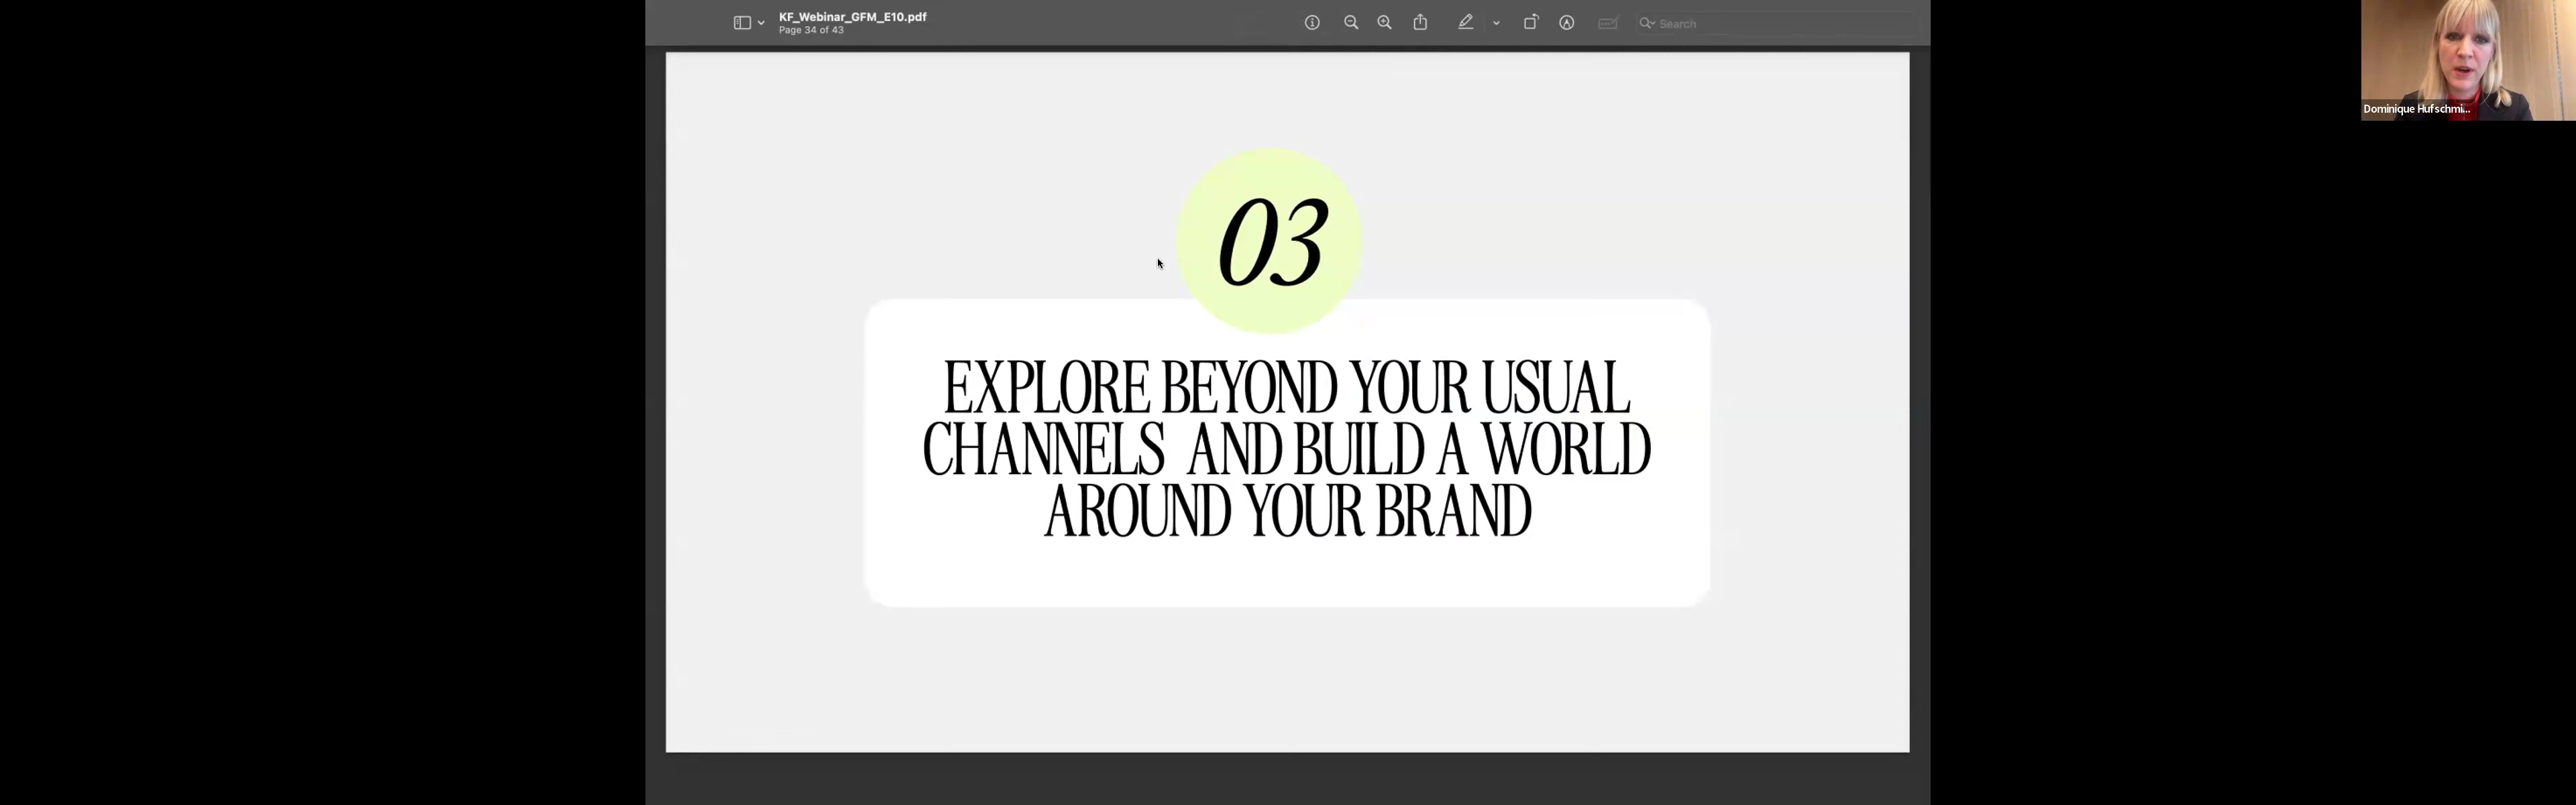 KF_Webinar_GFM_E10.pdf
Page 34 of 43
Search
Dominique Hufschmi...
03
EXPLORE BEYOND YOUR USUAL
CHANNELS AND BUILD A WORLD
AROUND YOUR BRAND